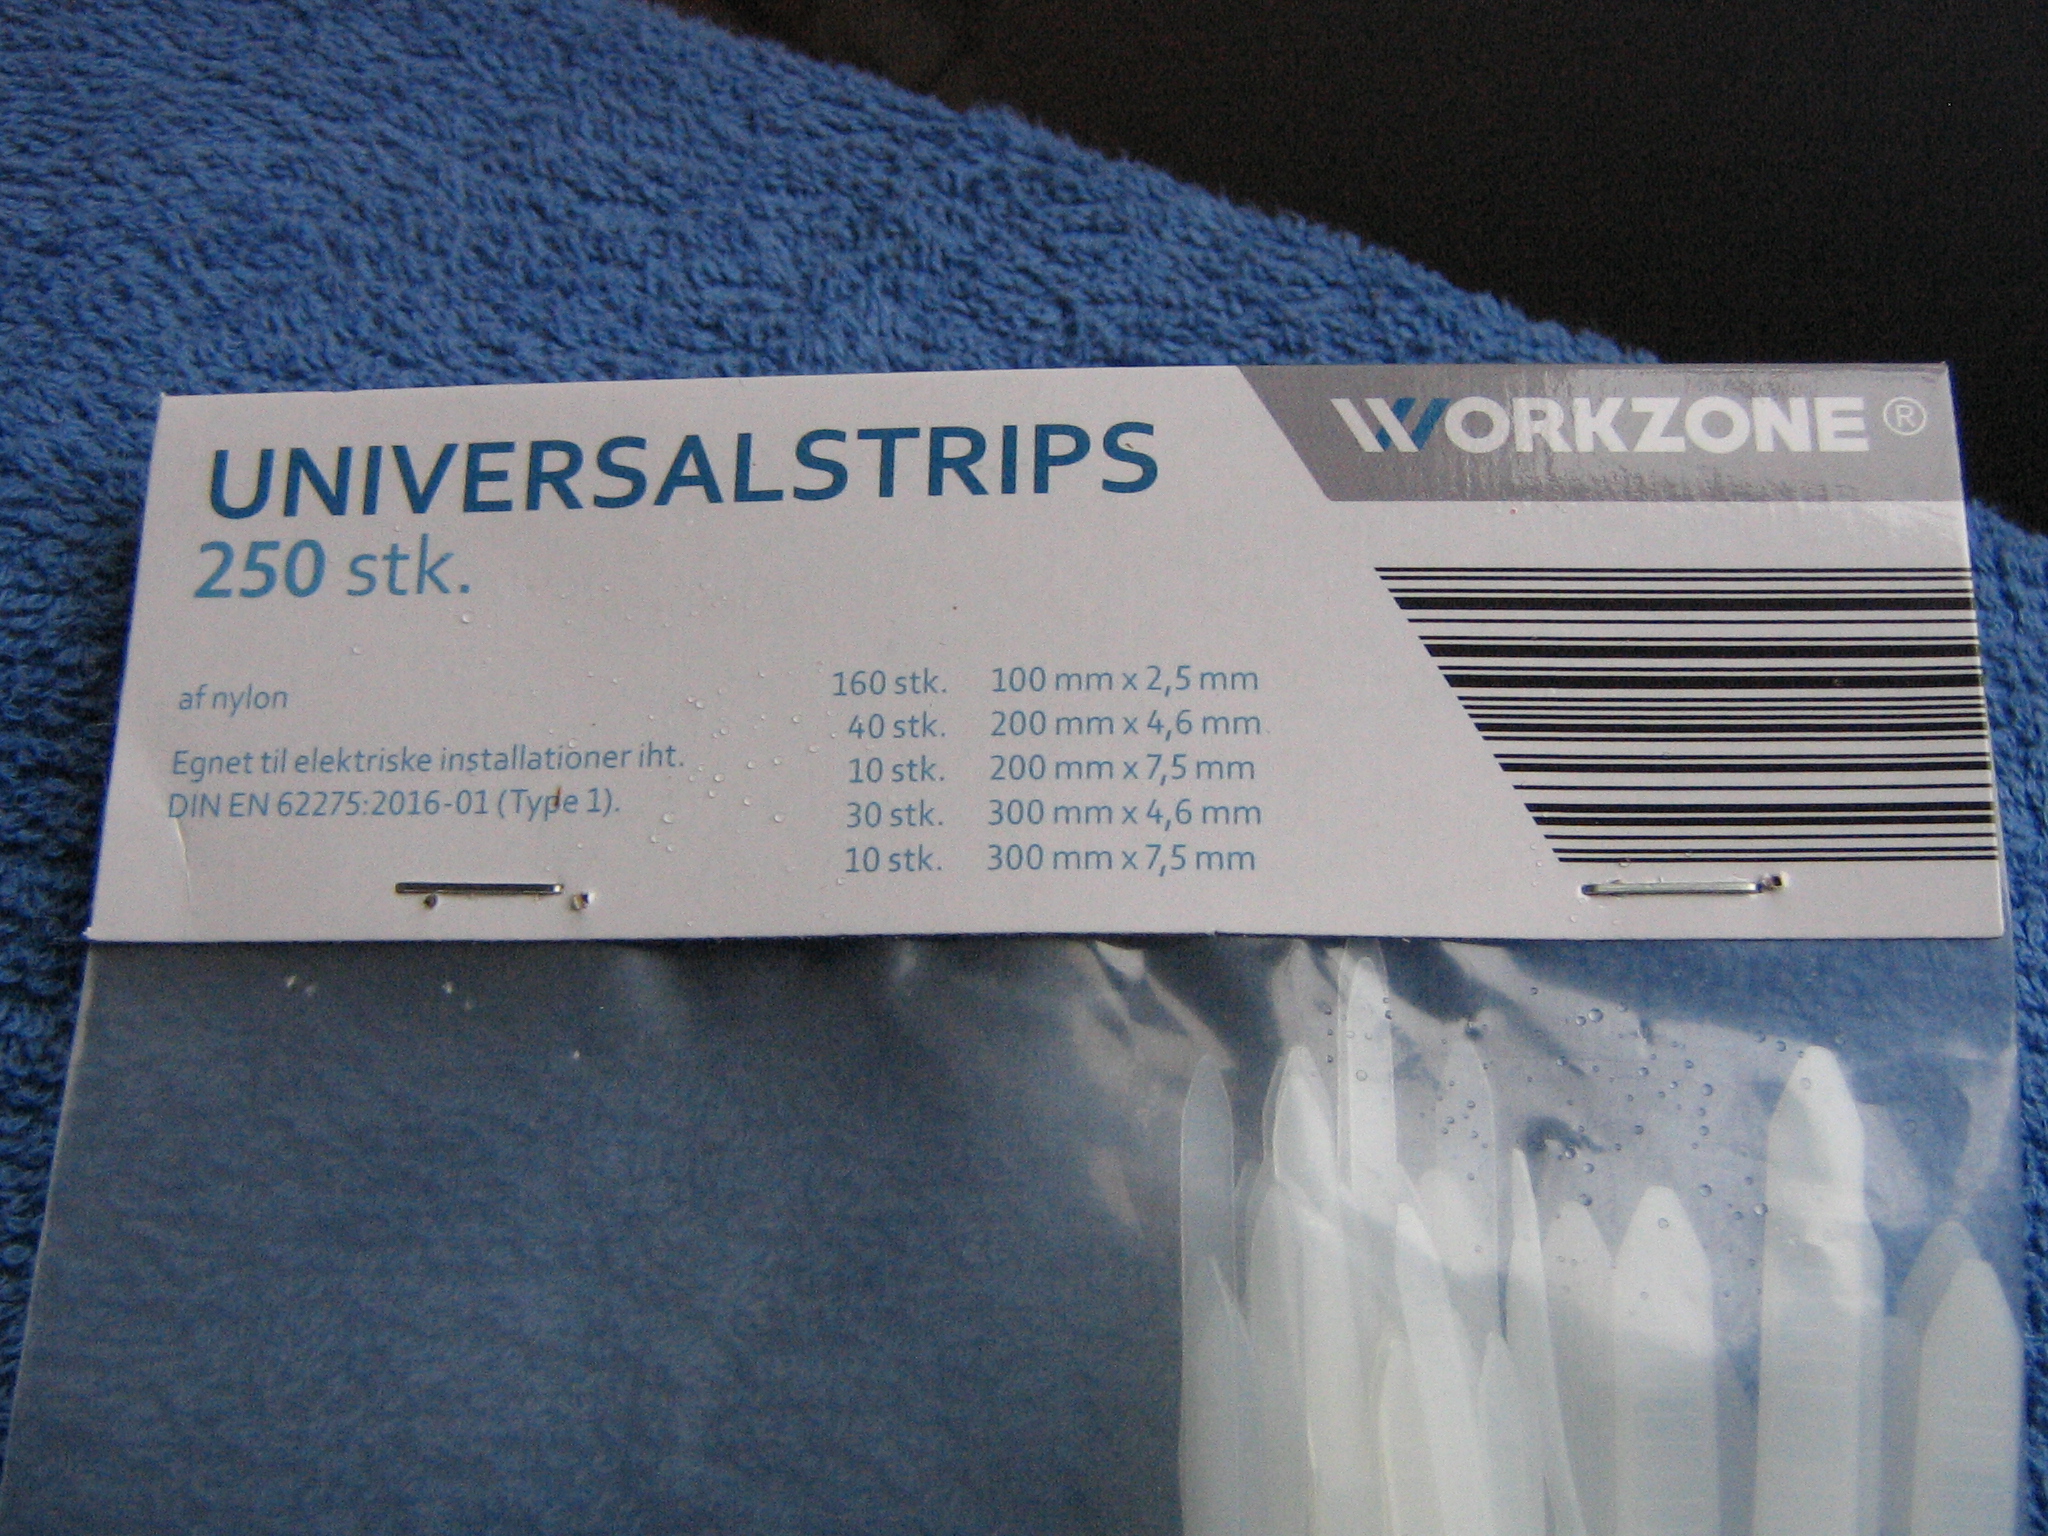 UNIVERSALSTRIPS
250 stk.
WORKZONE ®
af nylon
Egnet til elektriske installationer iht.
DIN EN 62275:2016-01 (Type 1).
160 stk. 100 mm x 2,5 mm
40 stk. 200 mm x 4,6 mm
10 stk. 200 mm x 7,5 mm
30 stk. 300 mm x 4,6 mm
10 stk. 300 mm x 7,5 mm